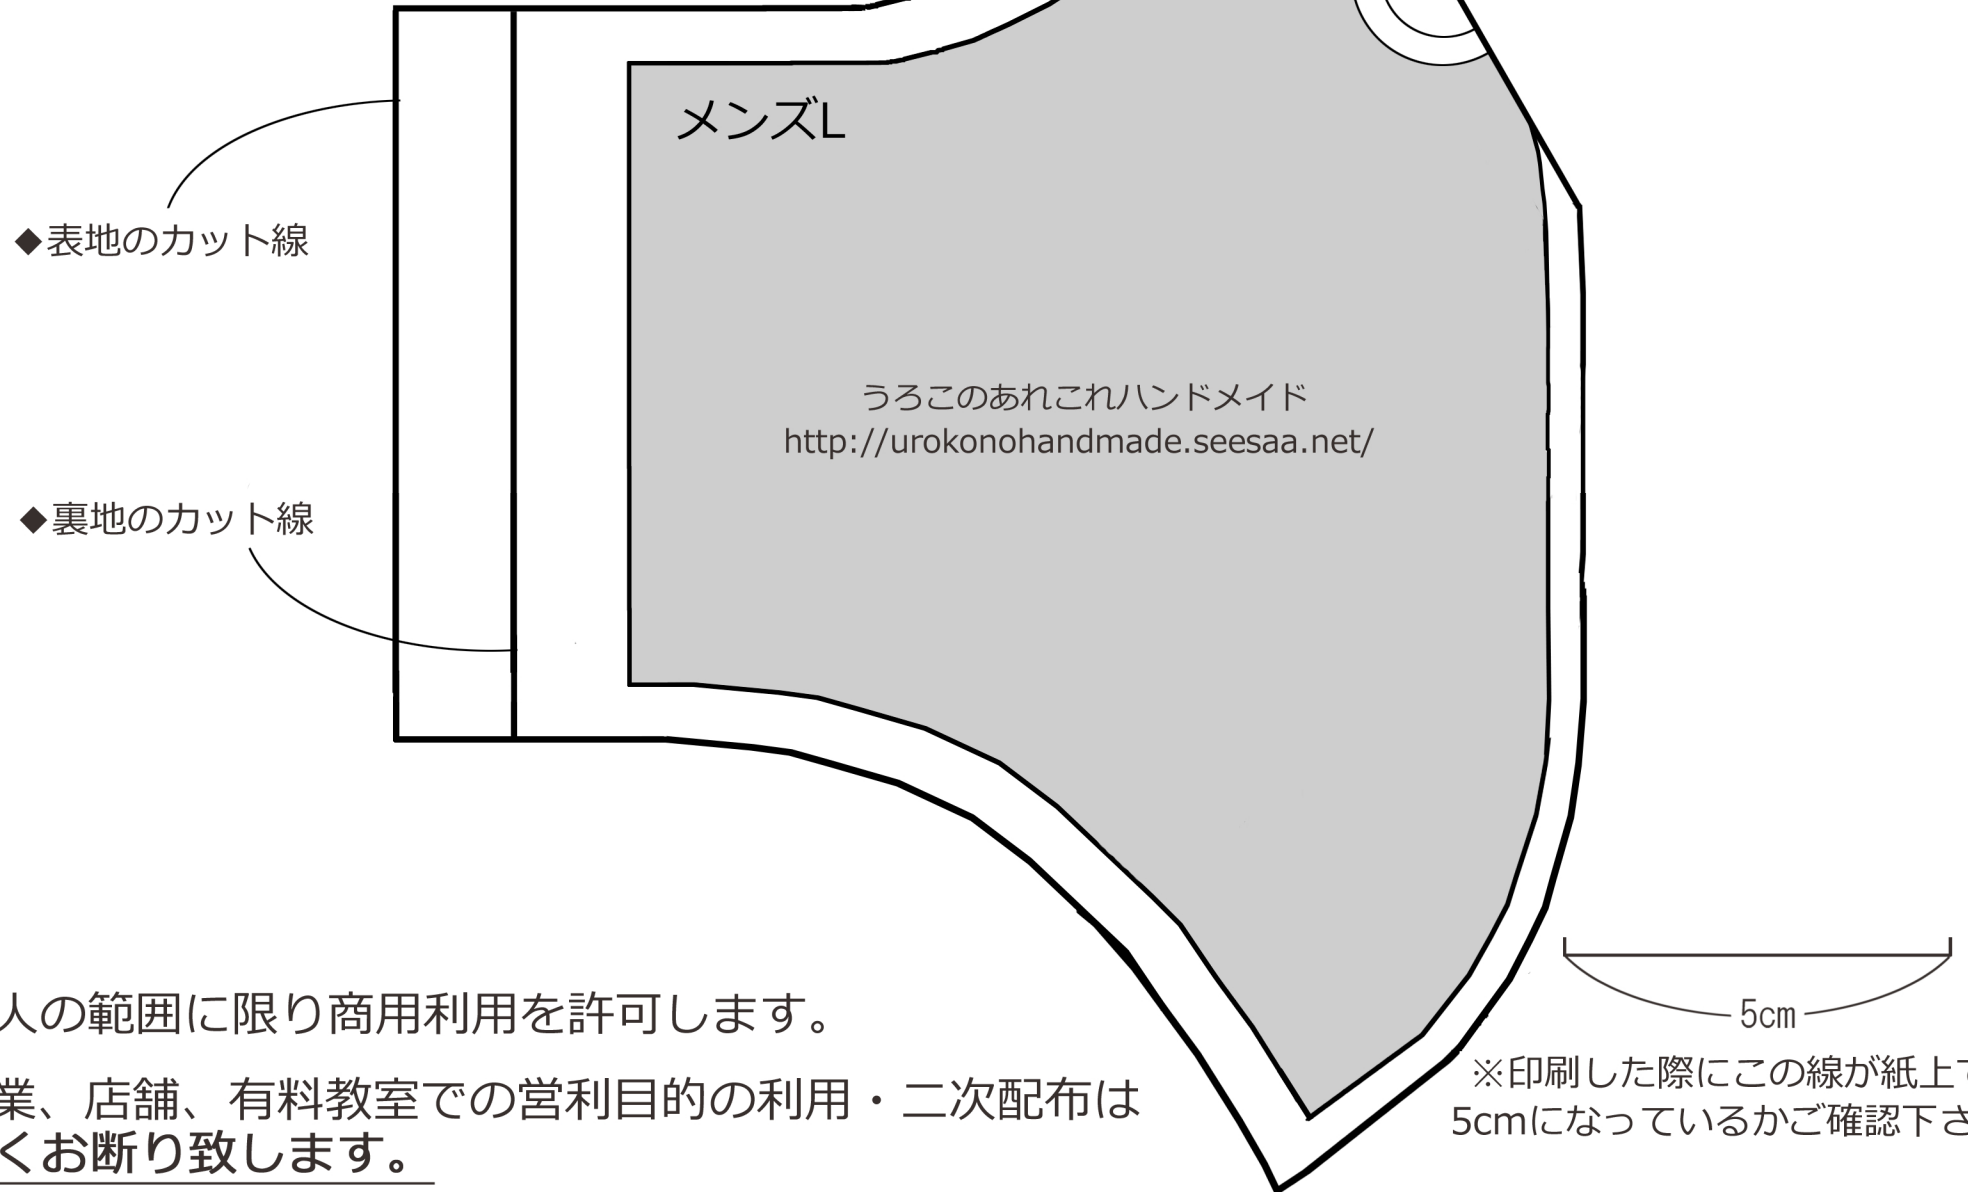 メンズL
◆表地のカット線
うろこのあれこれハンドメイド
http://urokonohandmade.seesaa.net/
◆裏地のカット線
人の範囲に限り商用利用を許可します。
業、店舗、有料教室での営利目的の利用・二次配布は
くお断り致します。
5cm
※印刷した際にこの線が紙上で
5cmになっているかご確認下さ